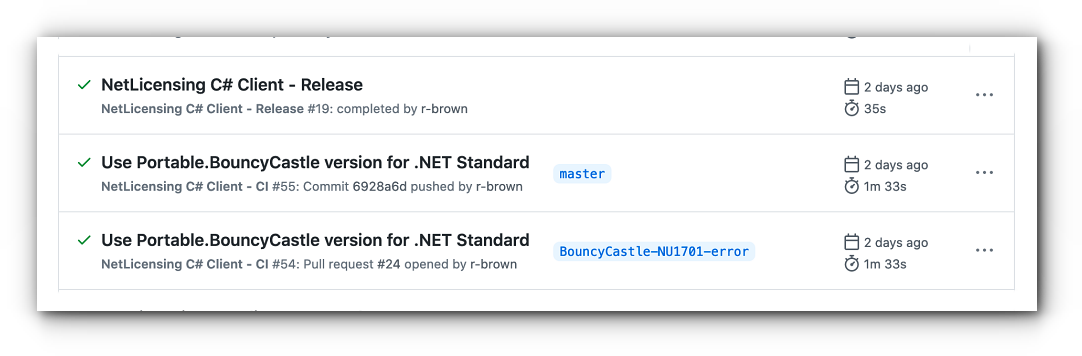 NetLicensing C# Client - Release
NetLicensing C# Client - Release #19: completed by r-brown
2 days ago
35s
Use Portable.BouncyCastle version for .NET Standard
master
NetLicensing C# Client - CI #55: Commit 6928a6d pushed by r-brown
2 days ago
1m 33s
Use Portable.BouncyCastle version for .NET Standard
BouncyCastle-NU1701-error
NetLicensing C# Client - CI #54: Pull request #24 opened by r-brown
2 days ago
1m 33s